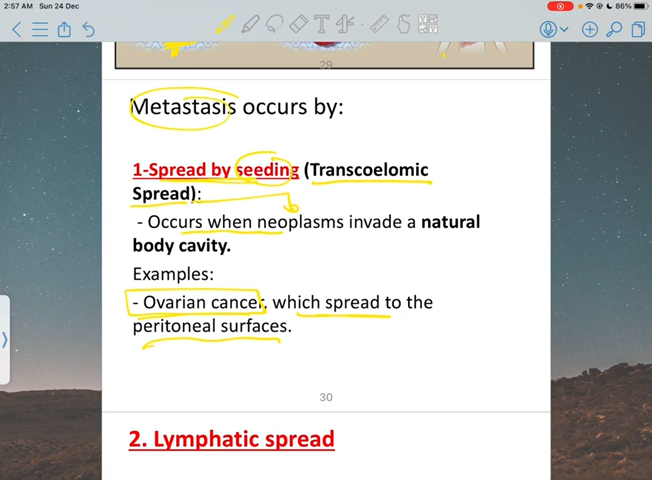 2:57 AM Sun 24 Dec
86%
29
Metastasis occurs by:
1-Spread by seeding (Transcoelomic
Spread):
- Occurs when neoplasms invade a natural
body cavity.
Examples:
- Ovarian cancer, which spread to the
peritoneal surfaces.
30
2. Lymphatic spread